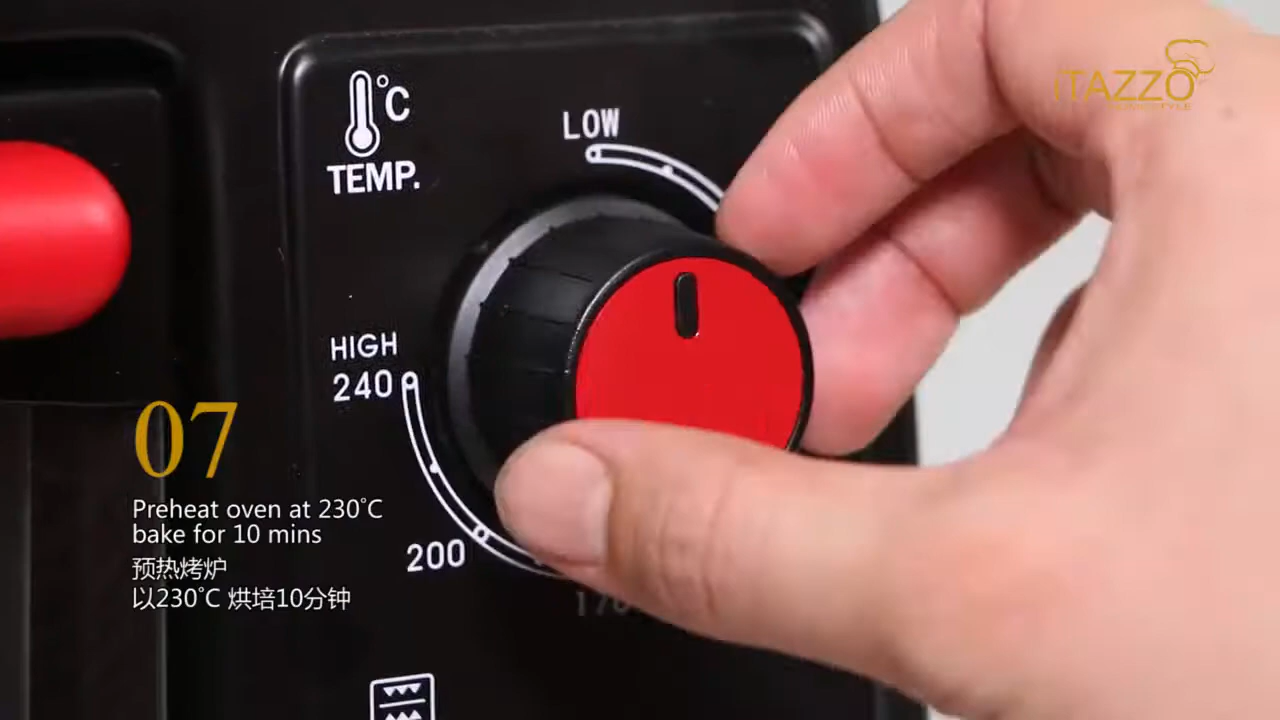 iTAZZO
°C
TEMP.
LOW
HIGH
240
200
07
Preheat oven at 230°C
bake for 10 mins
预热烤炉
以230°C 烘培10分钟